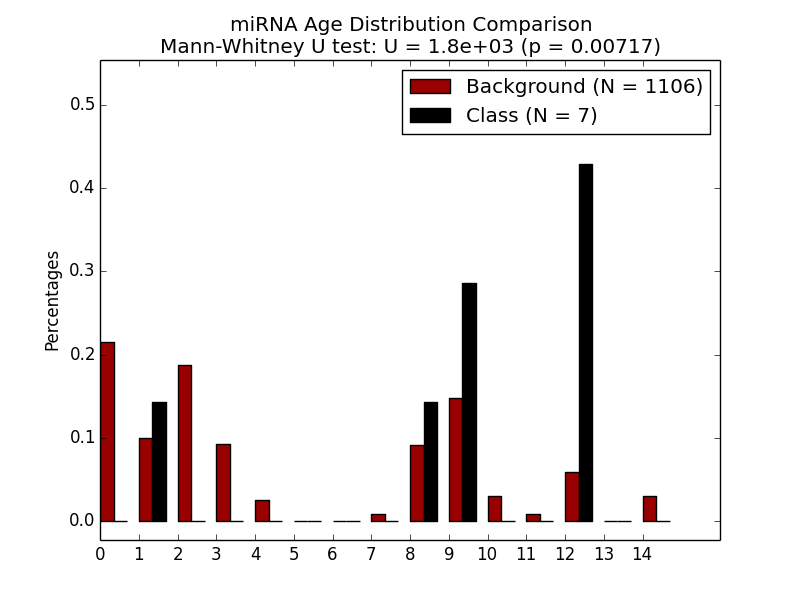 miRNA Age Distribution Comparison
Mann-Whitney U test: U = 1.8e+03 (p = 0.00717)
Background (N = 1106)
Class (N = 7)
Percentages
0.5
0.4
0.3
0.2
0.1
0.0
0 1 2 3 4 5 6 7 8 9 10 11 12 13 14